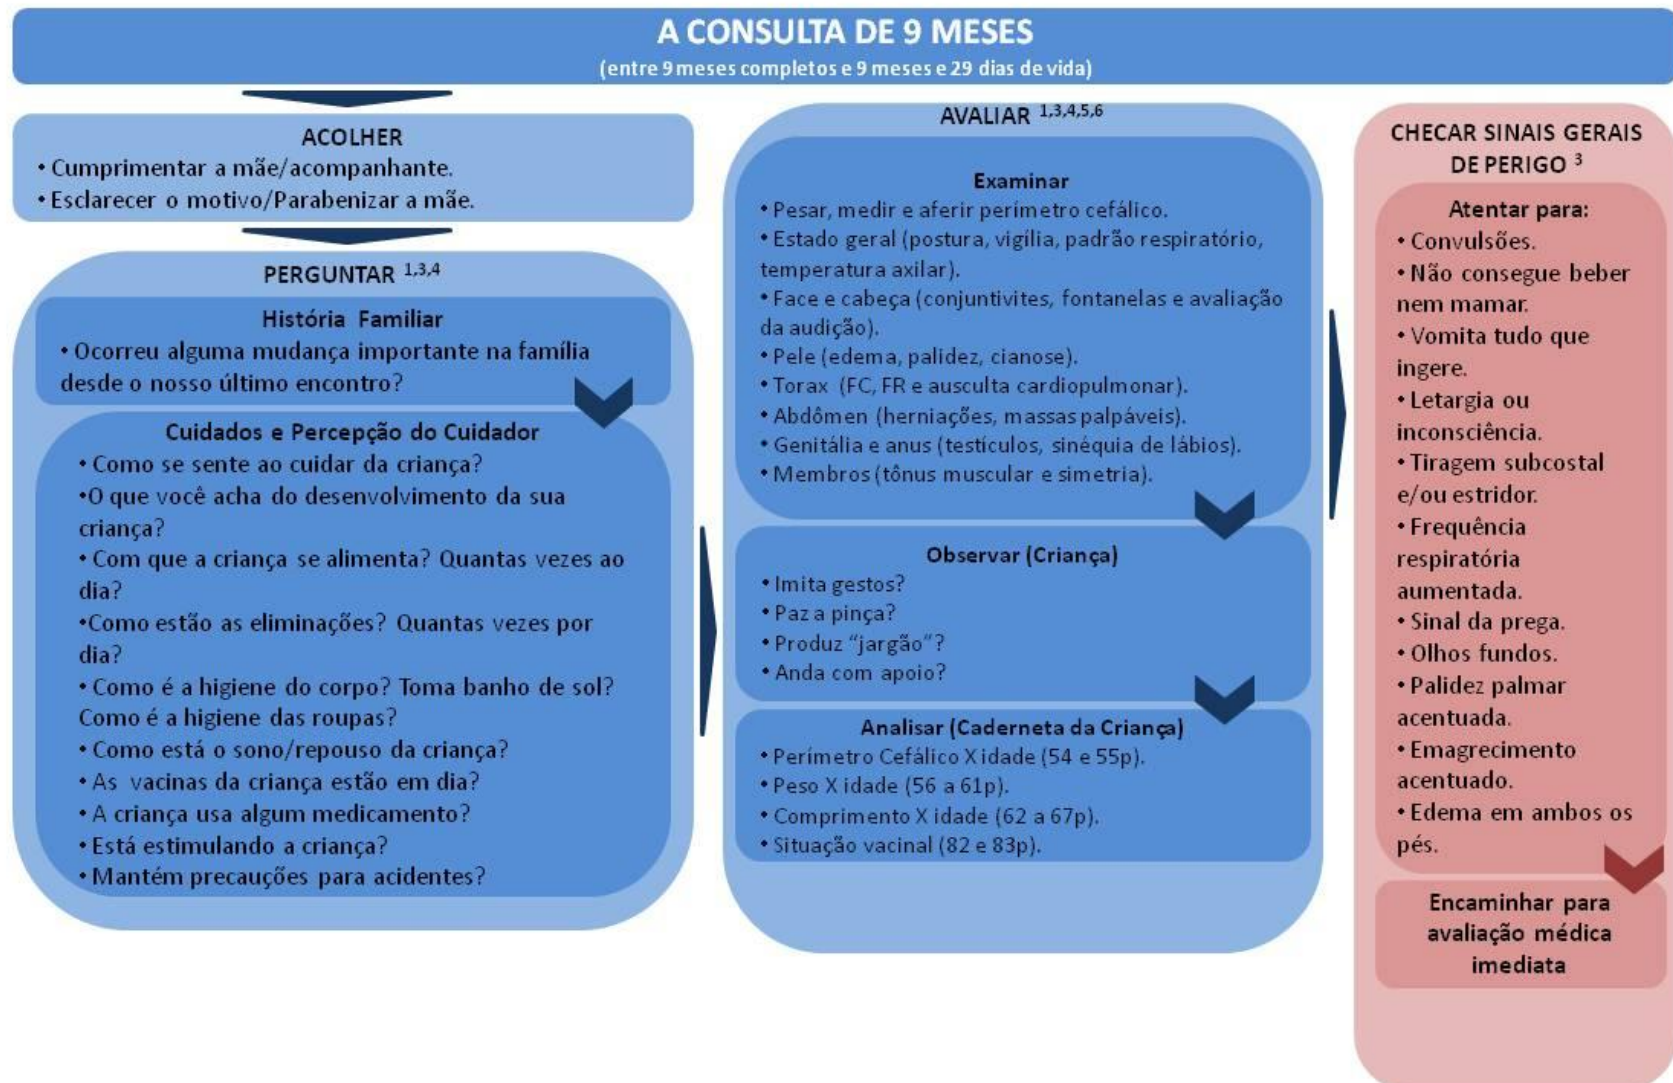 A CONSULTA DE 9 MESES
(entre 9 meses completos e 9 meses e 29 dias de vida)
ACOLHER
• Cumprimentar a mãe/acompanhante.
• Esclarecer o motivo/Parabenizar a mãe.
PERGUNTAR 1,3,4
História Familiar
• Ocorreu alguma mudança importante na família
desde o nosso último encontro?
Cuidados e Percepção do Cuidador
• Como se sente ao cuidar da criança?
•O que você acha do desenvolvimento da sua
criança?
• Com que a criança se alimenta? Quantas vezes ao
dia?
•Como estão as eliminações? Quantas vezes por
dia?
• Como é a higiene do corpo? Toma banho de sol?
Como é a higiene das roupas?
• Como está o sono/repouso da criança?
• As vacinas da criança estão em dia?
• A criança usa algum medicamento?
• Está estimulando a criança?
• Mantém precauções para acidentes?
AVALIAR 1,3,4,5,6
Examinar
• Pesar, medir e aferir perímetro cefálico.
• Estado geral (postura, vigília, padrão respiratório,
temperatura axilar).
• Face e cabeça (conjuntivites, fontanelas e avaliação
da audição).
• Pele (edema, palidez, cianose).
• Torax (FC, FR e ausculta cardiopulmonar).
• Abdômen (herniações, massas palpáveis).
• Genitália e anus (testículos, sinéquia de lábios).
• Membros (tônus muscular e simetria).
Observar (Criança)
• Imita gestos?
• Paz a pinça?
• Produz “jargão”?
• Anda com apoio?
Analisar (Caderneta da Criança)
• Perímetro Cefálico X idade (54 e 55p).
• Peso X idade (56 a 61p).
• Comprimento X idade (62 a 67p).
• Situação vacinal (82 e 83p).
CHECAR SINAIS GERAIS
DE PERIGO 3
Atentar para:
• Convulsões.
• Não consegue beber
nem mamar.
• Vomita tudo que
ingere.
• Letargia ou
inconsciência.
• Tiragem subcostal
e/ou estridor.
• Frequência
respiratória
aumentada.
• Sinal da prega.
• Olhos fundos.
• Palidez palmar
acentuada.
• Emagrecimento
acentuado.
• Edema em ambos os
pés.
Encaminhar para
avaliação médica
imediata